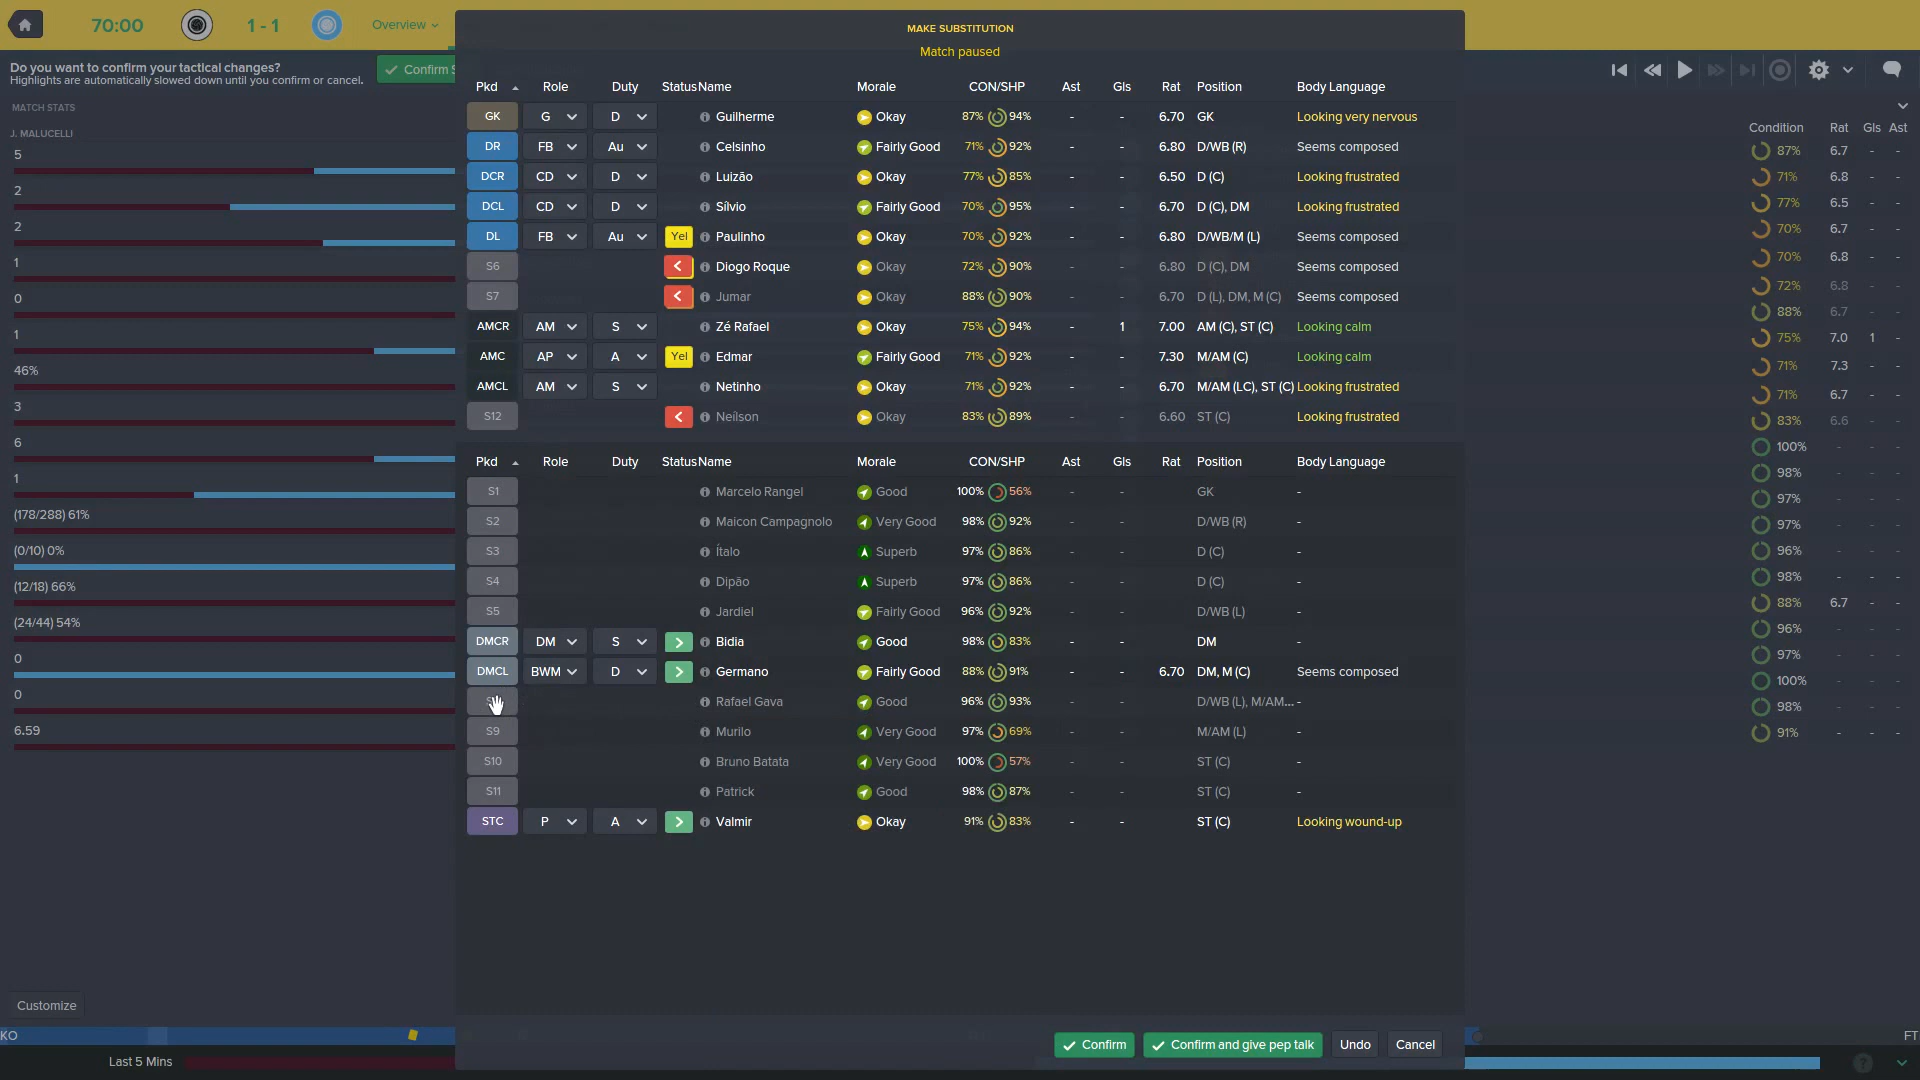 70:00
1 - 1
Overview
MAKE SUBSTITUTION
Match paused
Do you want to confirm your tactical changes?
Highlights are automatically slowed down until you confirm or cancel.
Confirm S
MATCH STATS
J. MALUCELLI
5
2
2
1
0
1
46%
3
6
1
(178/288) 61%
(0/10) 0%
(12/18) 66%
(24/44) 54%
0
0
6.59
Customize
KO
Last 5 Mins
Pkd Role Duty Status Name Morale CON/SHP Ast Gls Rat Position Body Language
GK G D Guilherme Okay 87% 94% - - 6.70 GK Looking very nervous
DR FB Au Celsinho Fairly Good 71% 92% - - 6.80 D/WB (R) Seems composed
DCR CD D Luizão Okay 77% 85% - - 6.50 D (C) Looking frustrated
DCL CD D Sílvio Fairly Good 70% 95% - - 6.70 D (C), DM Looking frustrated
DL FB Au Yel Paulinho Okay 70% 92% - - 6.80 D/WB/M (L) Seems composed
S6 Diogo Roque Okay 72% 90% - - 6.80 D (C), DM Seems composed
S7 Jumar Okay 88% 90% - - 6.70 D (L), DM, M (C) Seems composed
AMCR AM S Zé Rafael Okay 75% 94% - 1 7.00 AM (C), ST (C) Looking calm
AMC AP A Yel Edmar Fairly Good 71% 92% - - 7.30 M/AM (C) Looking calm
AMCL AM S Netinho Okay 71% 92% - - 6.70 M/AM (LC), ST (C) Looking frustrated
S12 Neílson Okay 83% 89% - - 6.60 ST (C) Looking frustrated
Pkd Role Duty Status Name Morale CON/SHP Ast Gls Rat Position Body Language
S1 Marcelo Rangel Good 100% 56% - - GK -
S2 Maicon Campagnolo Very Good 98% 92% - - D/WB (R) -
S3 Ítalo Superb 97% 86% - - D (C) -
S4 Dipão Superb 97% 86% - - D (C) -
S5 Jardiel Fairly Good 96% 92% - - D/WB (L) -
DMCR DM S Bidia Good 98% 83% - - DM -
DMCL BWM D Germano Fairly Good 88% 91% - - 6.70 DM, M (C) Seems composed
Rafael Gava Good 96% 93% - - D/WB (L), M/AM... -
S9 Murilo Very Good 97% 69% - - M/AM (L) -
S10 Bruno Batata Very Good 100% 57% - - ST (C) -
S11 Patrick Good 98% 87% - - ST (C) -
STC P A Valmir Okay 91% 83% - - ST (C) Looking wound-up
Confirm Confirm and give pep talk Undo Cancel
Condition Rat Gls Ast
87% 6.7 - -
71% 6.8 - -
77% 6.5 - -
70% 6.7 - -
70% 6.8 - -
72% 6.8 - -
88% 6.7 - -
75% 7.0 1 -
71% 7.3 - -
71% 6.7 - -
83% 6.6 - -
100% - - -
98% - - -
97% - - -
97% - - -
96% - - -
98% - - -
88% 6.7 - -
96% - - -
97% - - -
100% - - -
98% - - -
91% - - -
FT
?